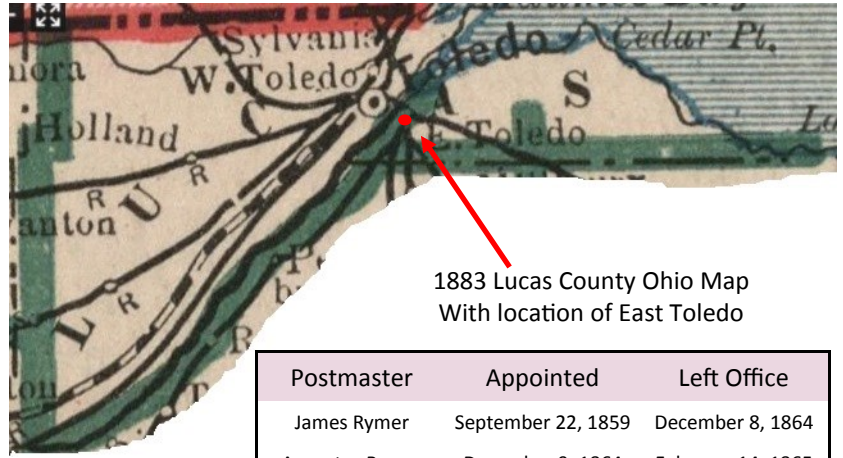 Sylvania
Cedar Pt.
W. Toledo
Toledo
A
S
Holland
C
E. Toledo
R
R
U
R
L
R
1883 Lucas County Ohio Map
With location of East Toledo
Postmaster Appointed Left Office
James Rymer September 22, 1859 December 8, 1864